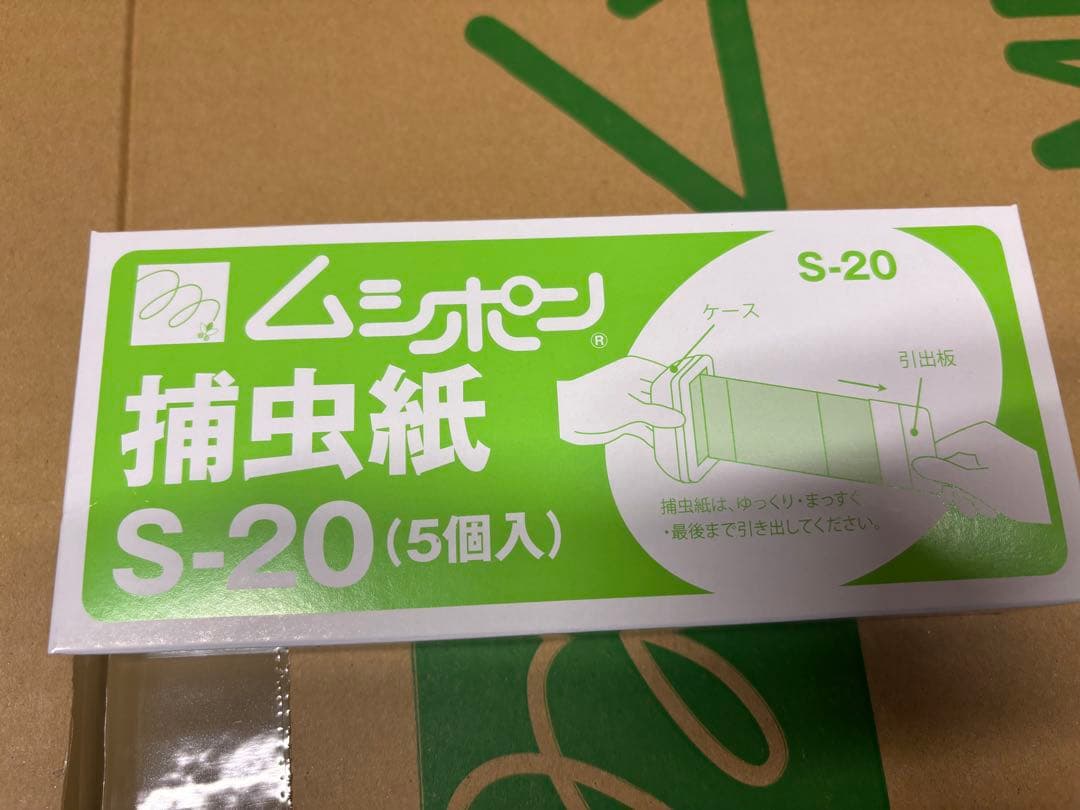 ムシポン®
捕虫紙
S-20(5個入)
S-20
ケース
引出板
捕虫紙は、ゆっくり・まっすぐ
・最後まで引き出してください。